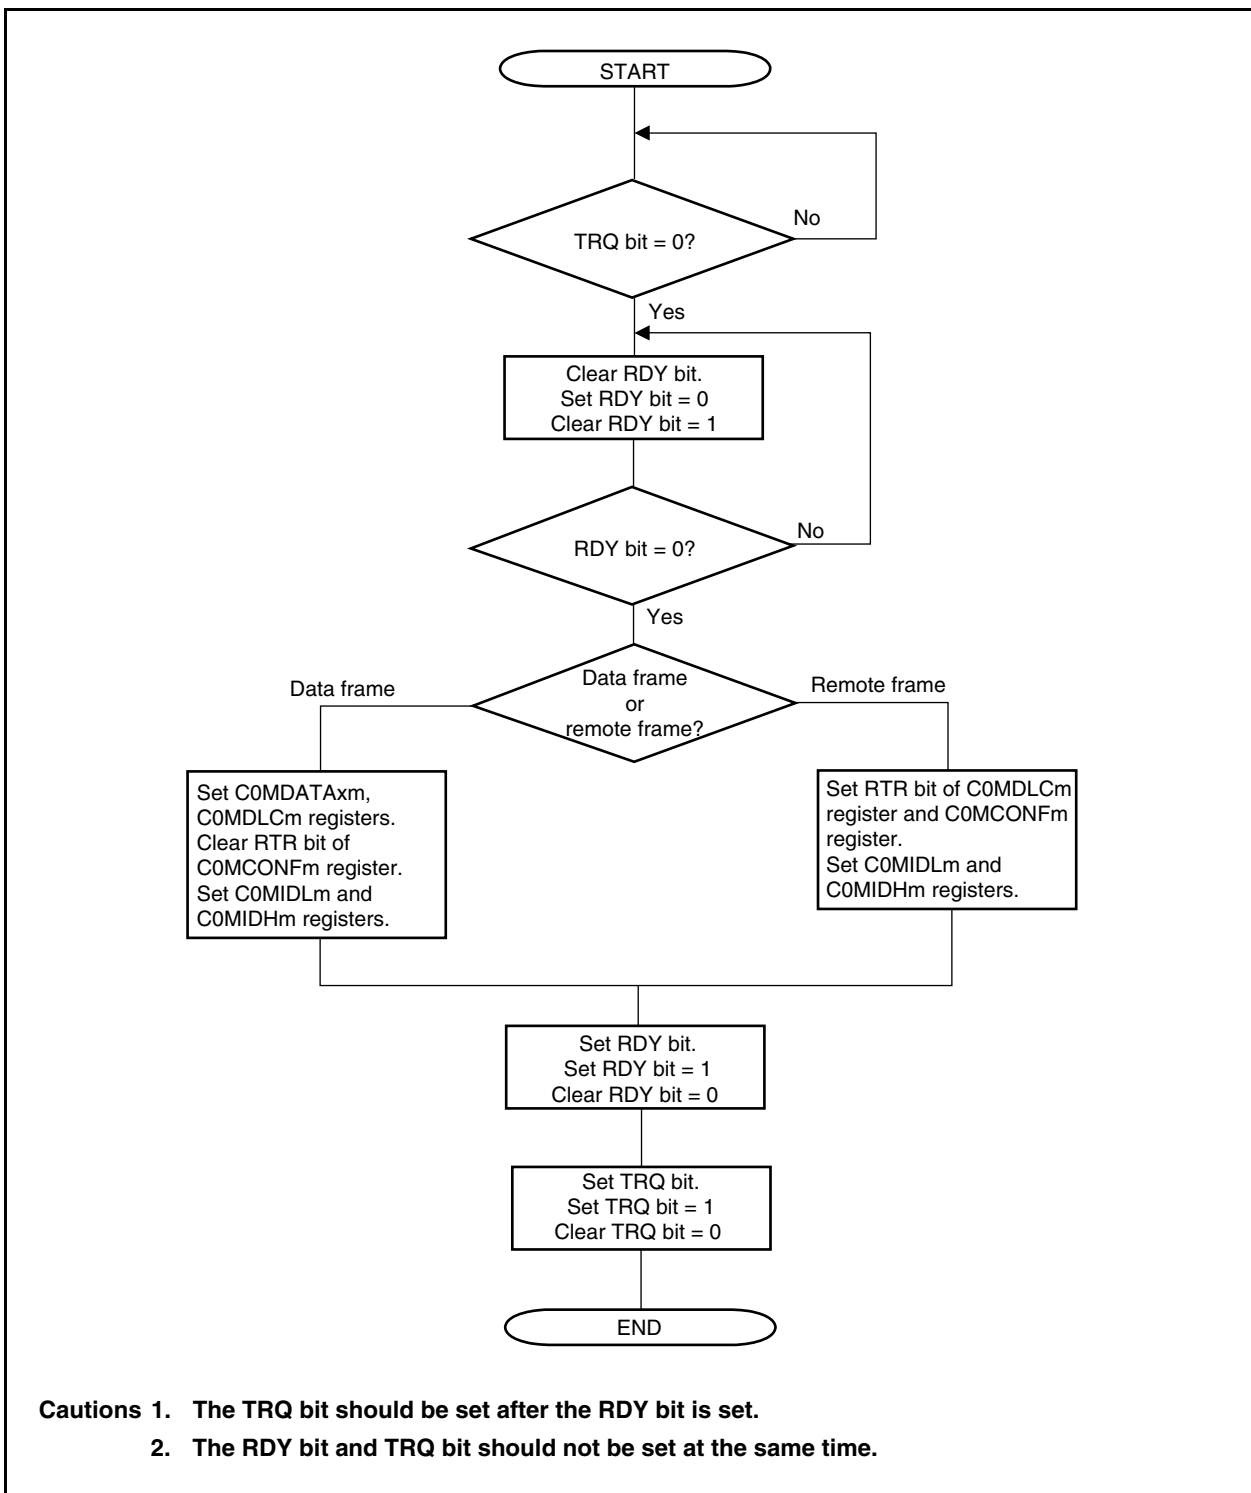 START
TRQ bit = 0?
No
Yes
Clear RDY bit.
Set RDY bit = 0
Clear RDY bit = 1
RDY bit = 0?
No
Yes
Data frame
or
remote frame?
Data frame
Remote frame
Set C0MDATAxm,
C0MDLCm registers.
Clear RTR bit of
C0MCONFm register.
Set C0MIDLm and
C0MIDHm registers.
Set RTR bit of C0MDLCm
register and C0MCONFm
register.
Set C0MIDLm and
C0MIDHm registers.
Set RDY bit.
Set RDY bit = 1
Clear RDY bit = 0
Set TRQ bit.
Set TRQ bit = 1
Clear TRQ bit = 0
END
Cautions 1. The TRQ bit should be set after the RDY bit is set.
2. The RDY bit and TRQ bit should not be set at the same time.